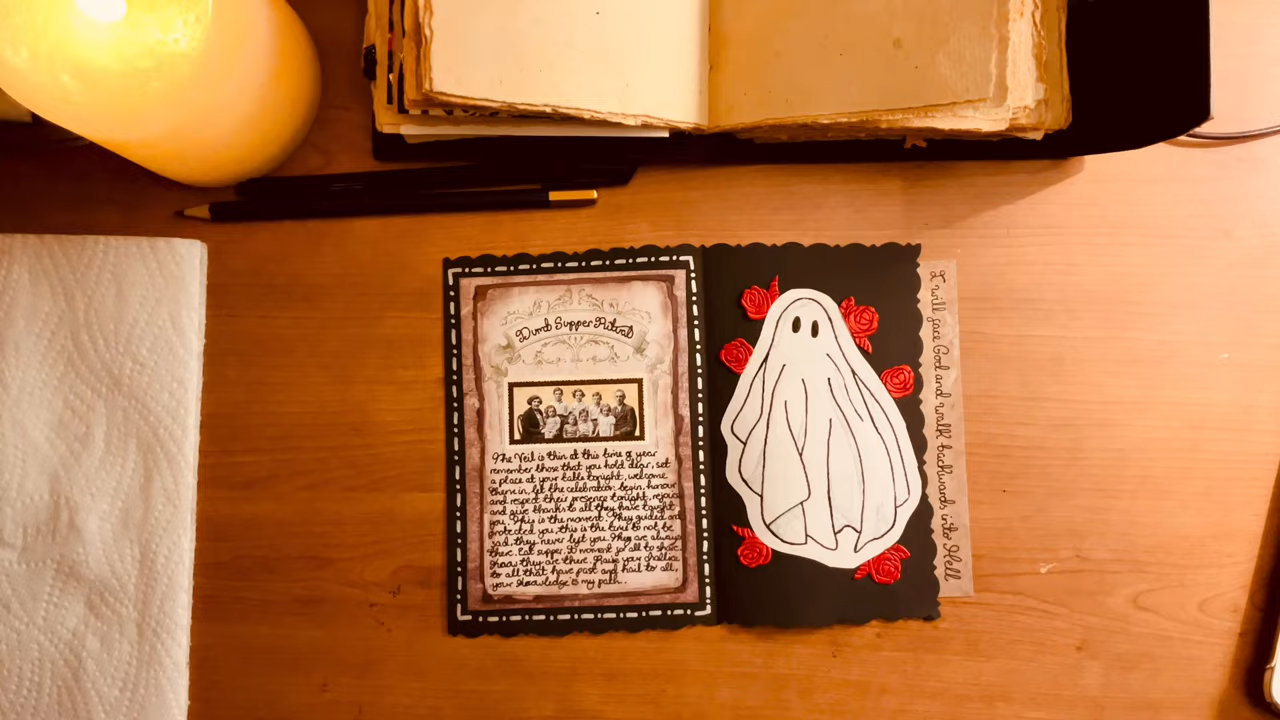 Dumb Supper Ritual
The Veil is thin at this time of year
remember those that you hold dear, set
a place at your table tonight, welcome
them in, let the celebration begin. honour
and respect their presence tonight, rejoice
and give thanks to all they have taught
you. This is the moment. They guided and
protected you, this is the time to not be
sad, they never left you. They are always
there. Eat supper, to moment for all to share.
they are there. Raise your challice
to all that have past and hail to all,
your knowledge is my path.
I will face God and walk backwards into Hell